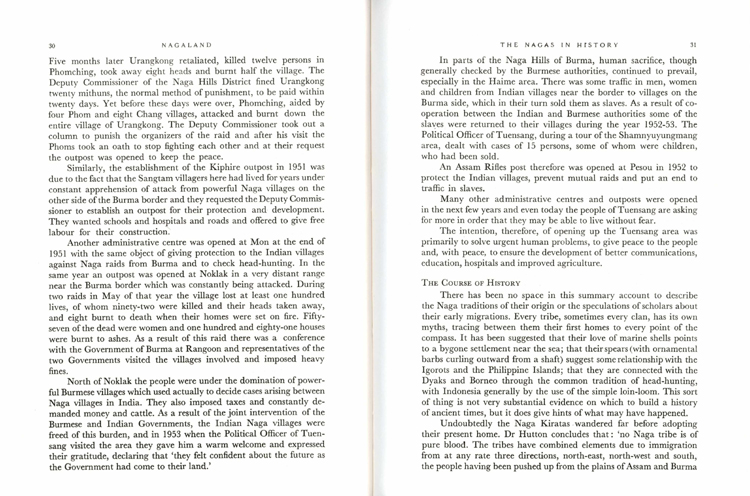 30 NAGALAND
Five months later Urangkong retaliated, killed twelve persons in
Phomching, took away eight heads and burnt half the village. The
Deputy Commissioner of the Naga Hills District fined Urangkong
twenty mithuns, the normal method of punishment, to be paid within
twenty days. Yet before these days were over, Phomching, aided by
four Phom and eight Chang villages, attacked and burnt down the
entire village of Urangkong. The Deputy Commissioner took out a
column to punish the organizers of the raid and after his visit the
Phoms took an oath to stop fighting each other and at their request
the outpost was opened to keep the peace.
Similarly, the establishment of the Kiphire outpost in 1951 was
due to the fact that the Sangtam villagers here had lived for years under
constant apprehension of attack from powerful Naga villages on the
other side of the Burma border and they requested the Deputy Commis-
sioner to establish an outpost for their protection and development.
They wanted schools and hospitals and roads and offered to give free
labour for their construction.
Another administrative centre was opened at Mon at the end of
1951 with the same object of giving protection to the Indian villages
against Naga raids from Burma and to check head-hunting. In the
same year an outpost was opened at Noklak in a very distant range
near the Burma border which was constantly being attacked. During
two raids in May of that year the village lost at least one hundred
lives, of whom ninety-two were killed and their heads taken away,
and eight burnt to death when their homes were set on fire. Fifty-
seven of the dead were women and one hundred and eighty-one houses
were burnt to ashes. As a result of this raid there was a conference
with the Government of Burma at Rangoon and representatives of the
two Governments visited the villages involved and imposed heavy
fines.
North of Noklak the people were under the domination of power-
ful Burmese villages which used actually to decide cases arising between
Naga villages in India. They also imposed taxes and constantly de-
manded money and cattle. As a result of the joint intervention of the
Burmese and Indian Governments, the Indian Naga villages were
freed of this burden, and in 1953 when the Political Officer of Tuen-
sang visited the area they gave him a warm welcome and expressed
their gratitude, declaring that 'they felt confident about the future as
the Government had come to their land.'
THE NAGAS IN HISTORY 31
In parts of the Naga Hills of Burma, human sacrifice, though
generally checked by the Burmese authorities, continued to prevail,
especially in the Haime area. There was some traffic in men, women
and children from Indian villages near the border to villages on the
Burma side, which in their turn sold them as slaves. As a result of co-
operation between the Indian and Burmese authorities some of the
slaves were returned to their villages during the year 1952-53. The
Political Officer of Tuensang, during a tour of the Shamnyuyungmang
area, dealt with cases of 15 persons, some of whom were children,
who had been sold.
An Assam Rifles post therefore was opened at Pesou in 1952 to
protect the Indian villages, prevent mutual raids and put an end to
traffic in slaves.
Many other administrative centres and outposts were opened
in the next few years and even today the people of Tuensang are asking
for more in order that they may be able to live without fear.
The intention, therefore, of opening up the Tuensang area was
primarily to solve urgent human problems, to give peace to the people
and, with peace, to ensure the development of better communications,
education, hospitals and improved agriculture.
THE COURSE OF HISTORY
There has been no space in this summary account to describe
the Naga traditions of their origin or the speculations of scholars about
their early migrations. Every tribe, sometimes every clan, has its own
myths, tracing between them their first homes to every point of the
compass. It has been suggested that their love of marine shells points
to a bygone settlement near the sea; that their spears (with ornamental
barbs curling outward from a shaft) suggest some relationship with the
Igorots and the Philippine Islands; that they are connected with the
Dyaks and Borneo through the common tradition of head-hunting,
with Indonesia generally by the use of the simple loin-loom. This sort
of thing is not very substantial evidence on which to build a history
of ancient times, but it does give hints of what may have happened.
Undoubtedly the Naga Kiratas wandered far before adopting
their present home. Dr Hutton concludes that: 'no Naga tribe is of
pure blood. The tribes have combined elements due to immigration
from at any rate three directions, north-east, north-west and south,
the people having been pushed up from the plains of Assam and Burma